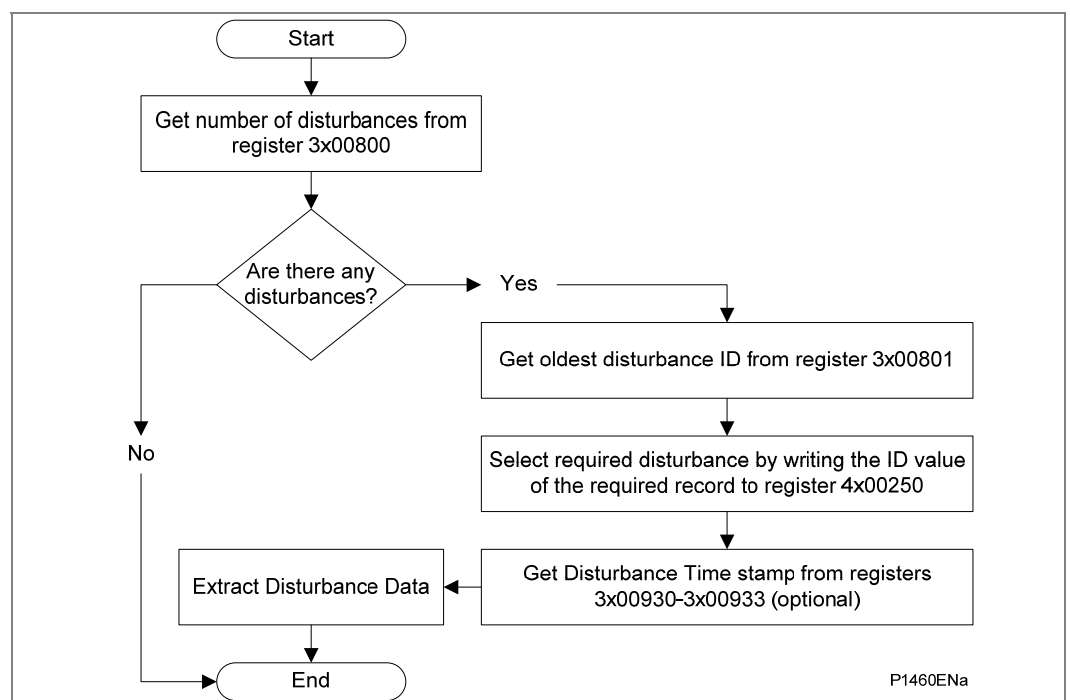 Start
Get number of disturbances from
register 3x00800
Are there any
disturbances?
Yes
Get oldest disturbance ID from register 3x00801
No
Select required disturbance by writing the ID value
of the required record to register 4x00250
Get Disturbance Time stamp from registers
3x00930-3x00933 (optional)
Extract Disturbance Data
End
P1460ENa